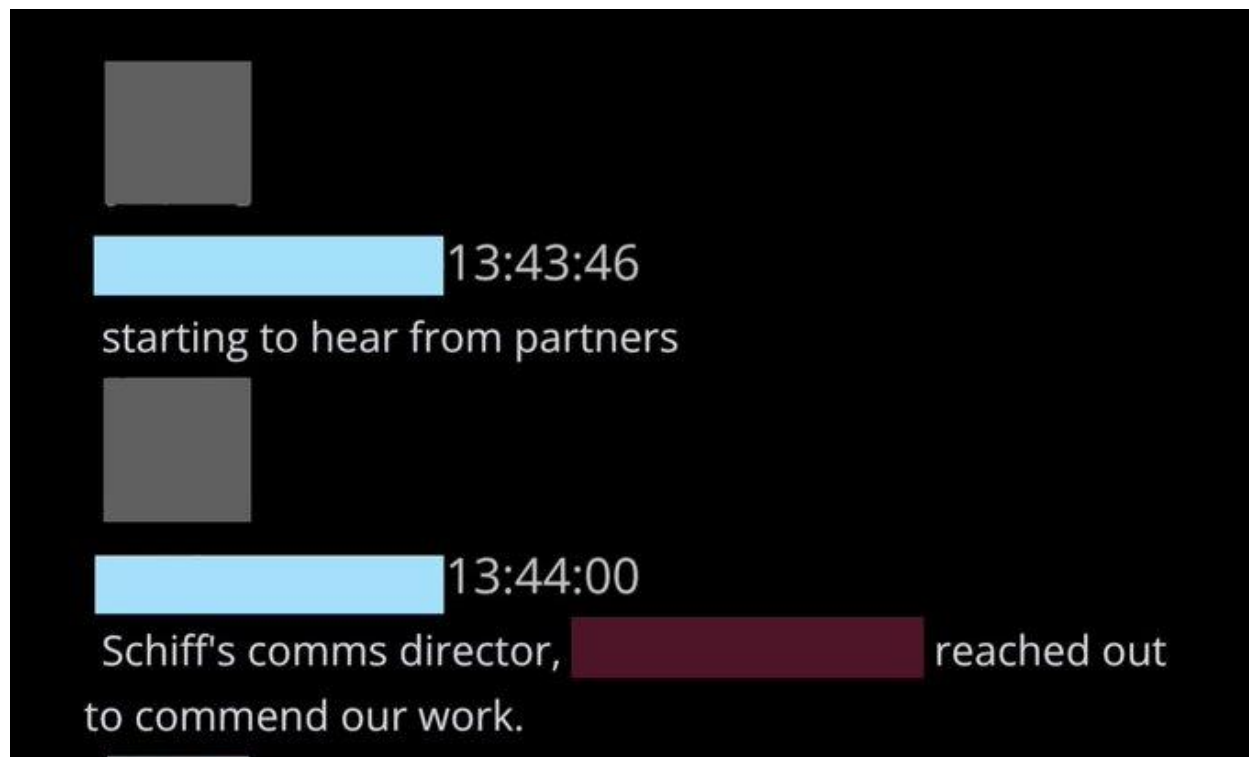 13:43:46
starting to hear from partners
13:44:00
Schiff's comms director, reached out
to commend our work.